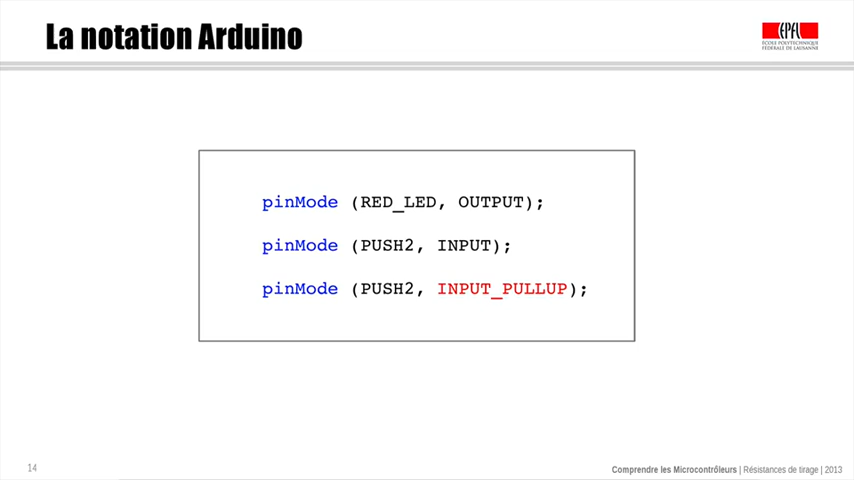 La notation Arduino
EPFL
ÉCOLE POLYTECHNIQUE
FÉDÉRALE DE LAUSANNE
pinMode (RED_LED, OUTPUT);
pinMode (PUSH2, INPUT);
pinMode (PUSH2, INPUT_PULLUP);
14
Comprendre les Microcontrôleurs | Résistances de tirage | 2013